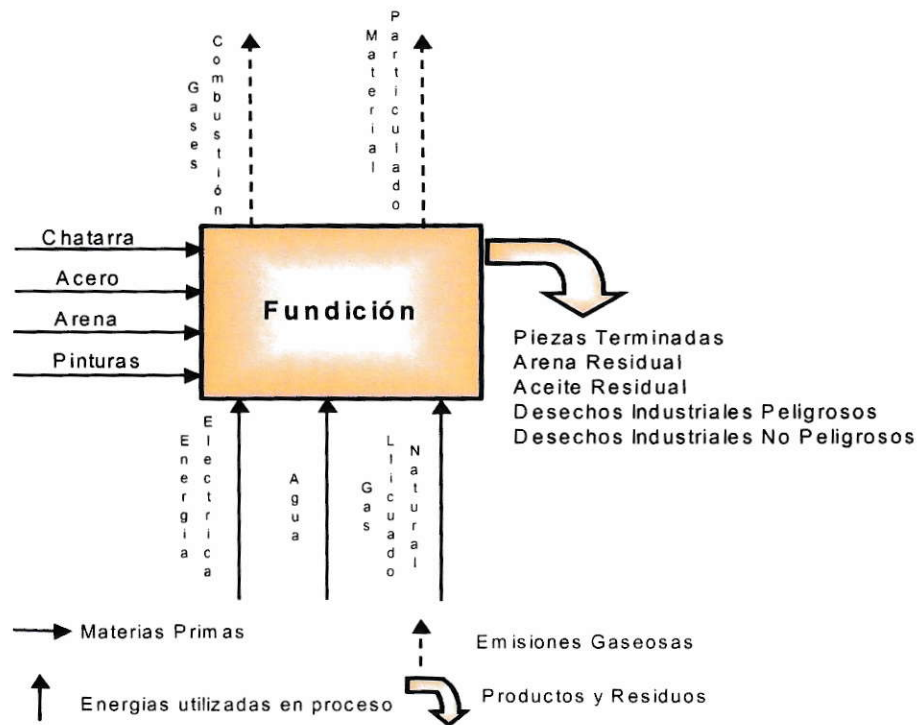 Gases
Combustión
Material
Particulado
Chatarra
Acero
Arena
Pinturas
Fundición
Piezas Terminadas
Arena Residual
Aceite Residual
Desechos Industriales Peligrosos
Desechos Industriales No Peligrosos
Energia
Electrica
Agua
Gas
Llicuado
Natural
Materias Primas
Emisiones Gaseosas
Energias utilizadas en proceso
Productos y Residuos